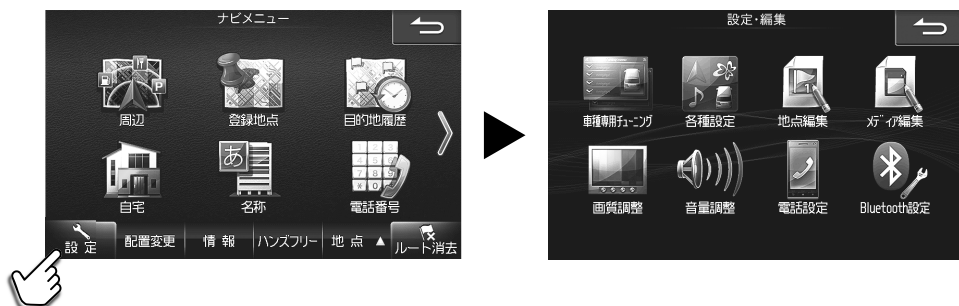 ナビメニュー
周辺
登録地点
目的地履歴
自宅
あ
名称
電話番号
設 定
配置変更
情 報
ハンズフリー
地 点 ▲
ルート消去
設定・編集
車種専用チューニング
各種設定
地点編集
メディア編集
画質調整
音量調整
電話設定
Bluetooth設定